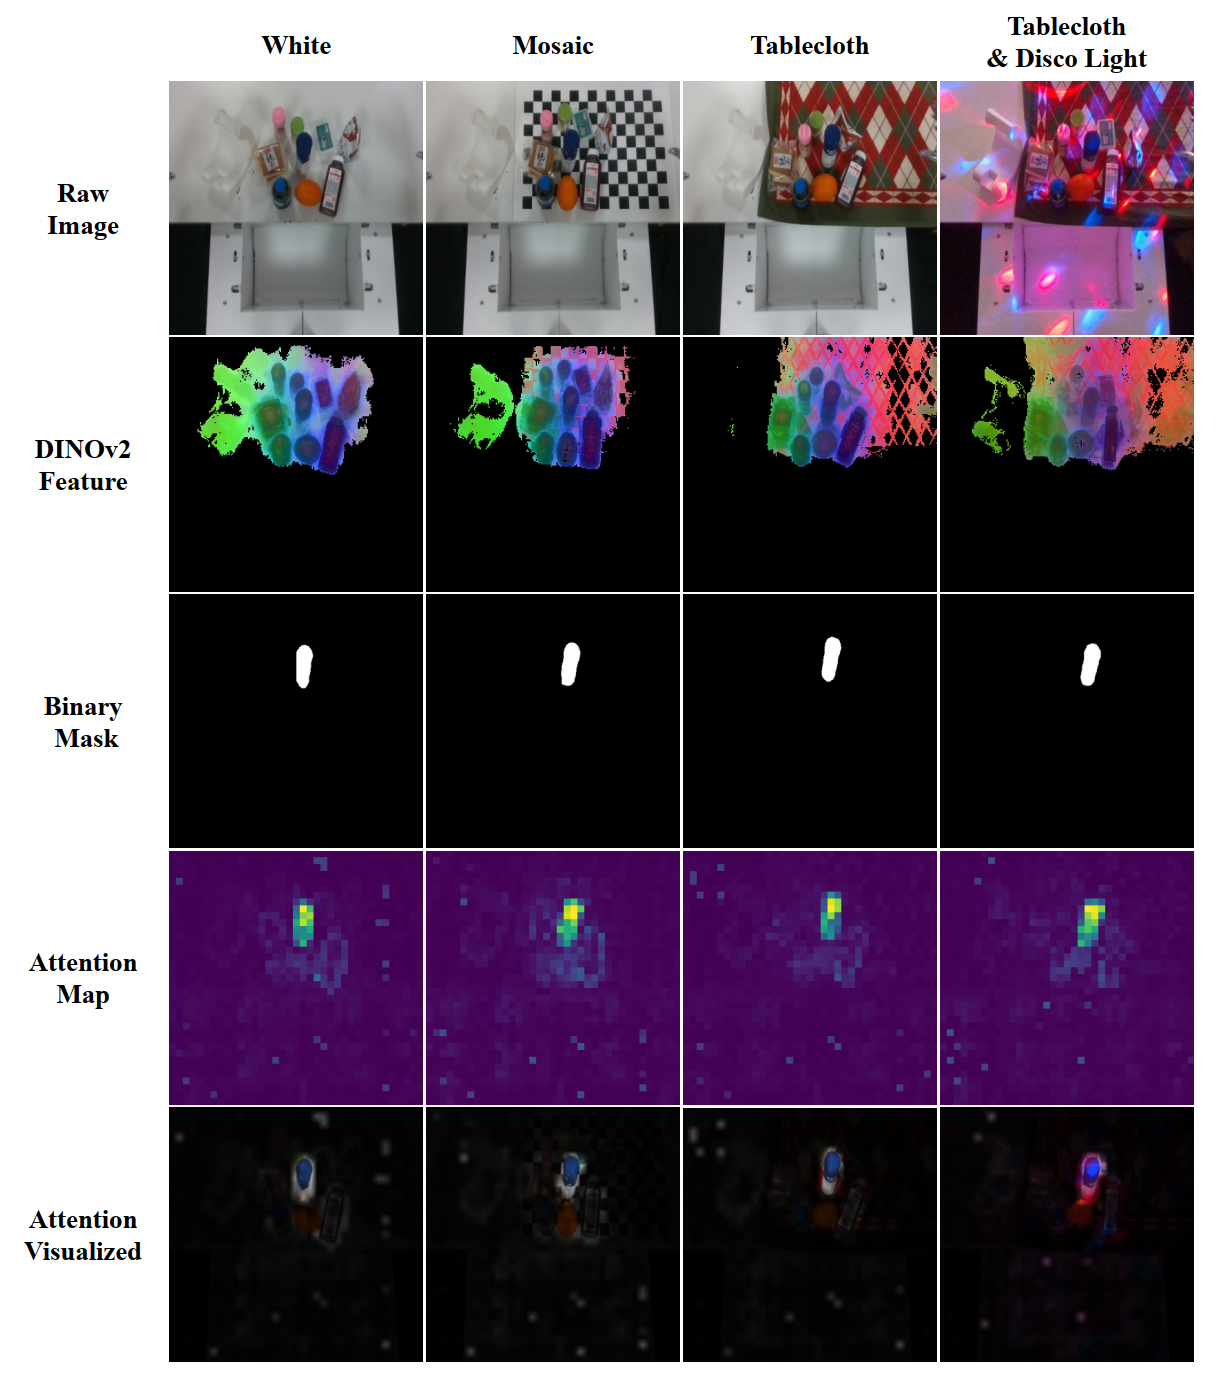 White
Mosaic
Tablecloth
Tablecloth
& Disco Light
Raw
Image
DINOv2
Feature
Binary
Mask
Attention
Map
Attention
Visualized